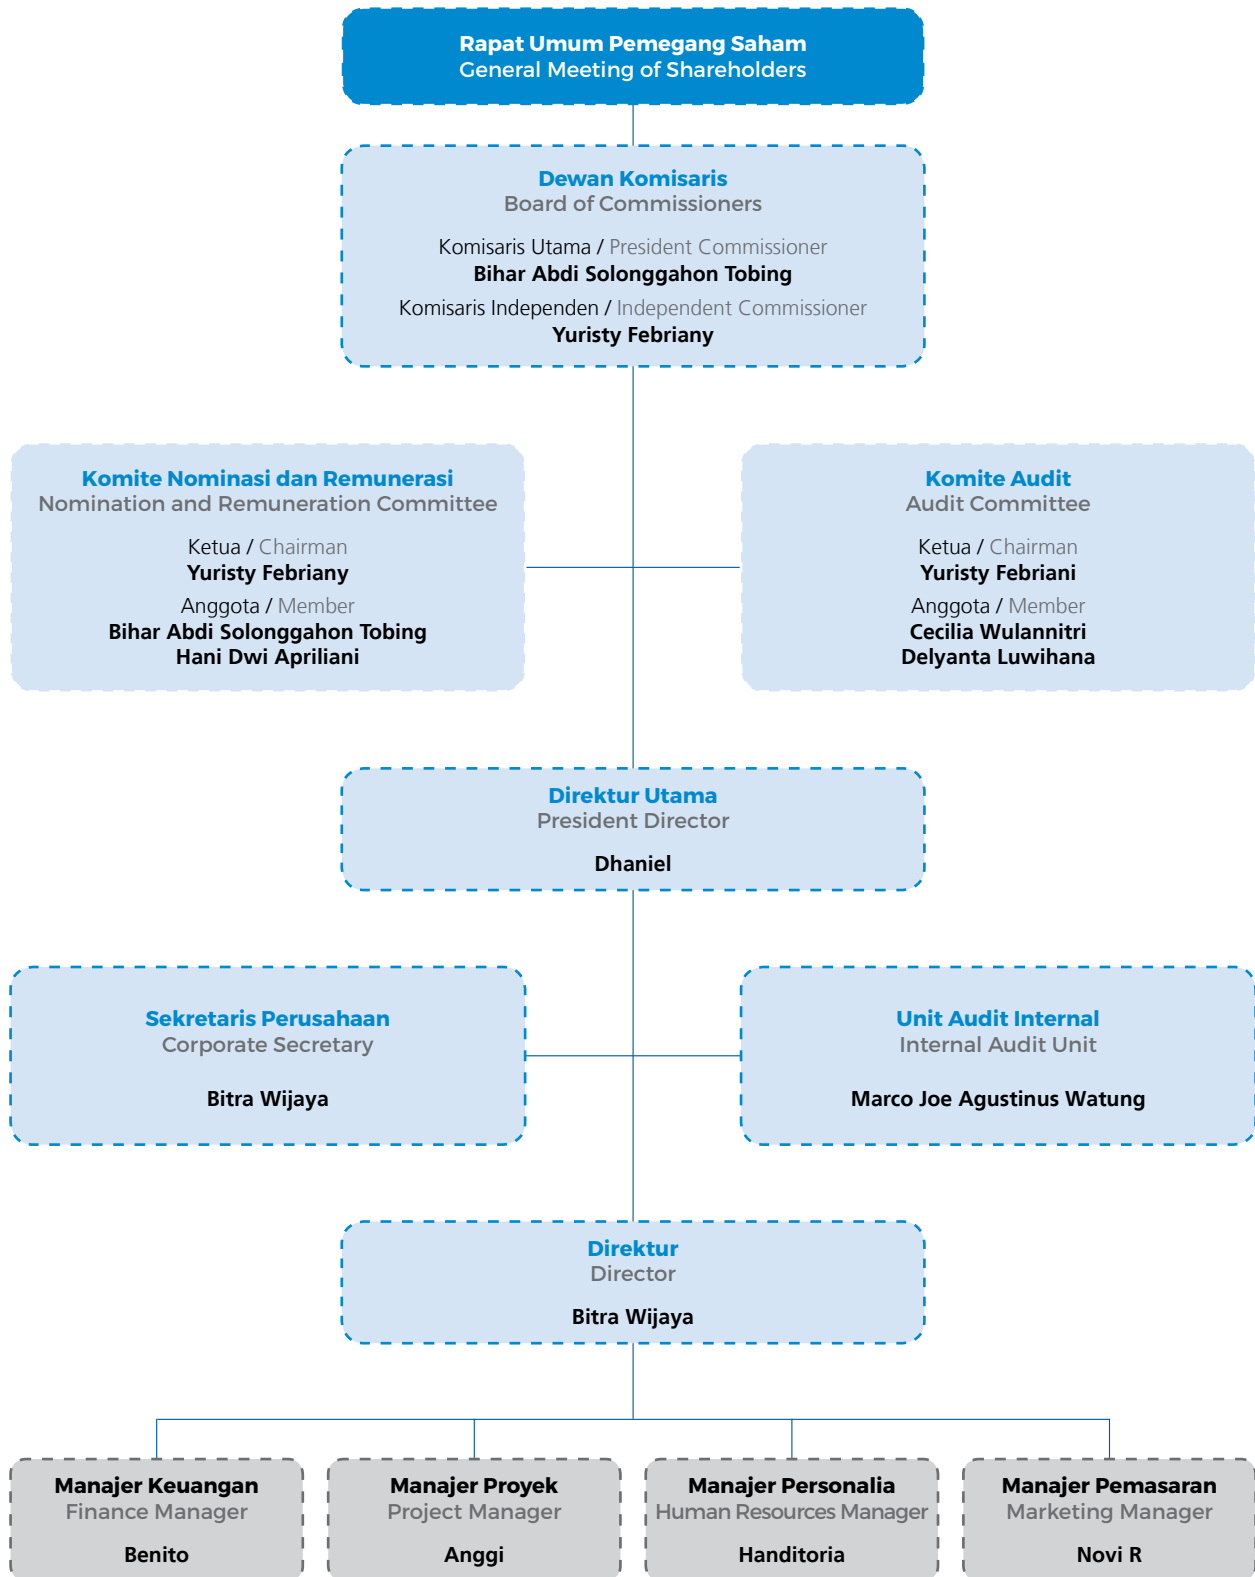 Rapat Umum Pemegang Saham
General Meeting of Shareholders
Dewan Komisaris
Board of Commissioners
Komisaris Utama / President Commissioner
Bihar Abdi Solonggahon Tobing
Komisaris Independen / Independent Commissioner
Yuristy Febriany
Komite Nominasi dan Remunerasi
Nomination and Remuneration Committee
Ketua / Chairman
Yuristy Febriany
Anggota / Member
Bihar Abdi Solonggahon Tobing
Hani Dwi Apriliani
Komite Audit
Audit Committee
Ketua / Chairman
Yuristy Febriani
Anggota / Member
Cecilia Wulannitri
Delyanta Luwihana
Direktur Utama
President Director
Dhaniel
Sekretaris Perusahaan
Corporate Secretary
Bitra Wijaya
Unit Audit Internal
Internal Audit Unit
Marco Joe Agustinus Watung
Direktur
Director
Bitra Wijaya
Manajer Keuangan
Finance Manager
Benito
Manajer Proyek
Project Manager
Anggi
Manajer Personalia
Human Resources Manager
Handitoria
Manajer Pemasaran
Marketing Manager
Novi R